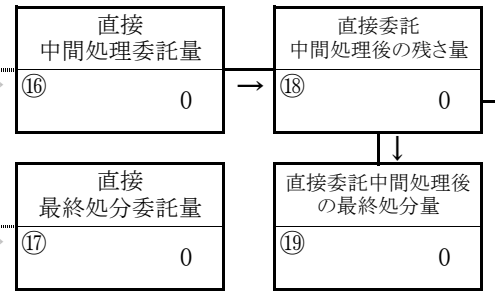 直接
中間処理委託量
⑯
0
→
直接委託
中間処理後の残さ量
⑱
0
↓
直接
最終処分委託量
⑰
0
直接委託中間処理後
の最終処分量
⑲
0